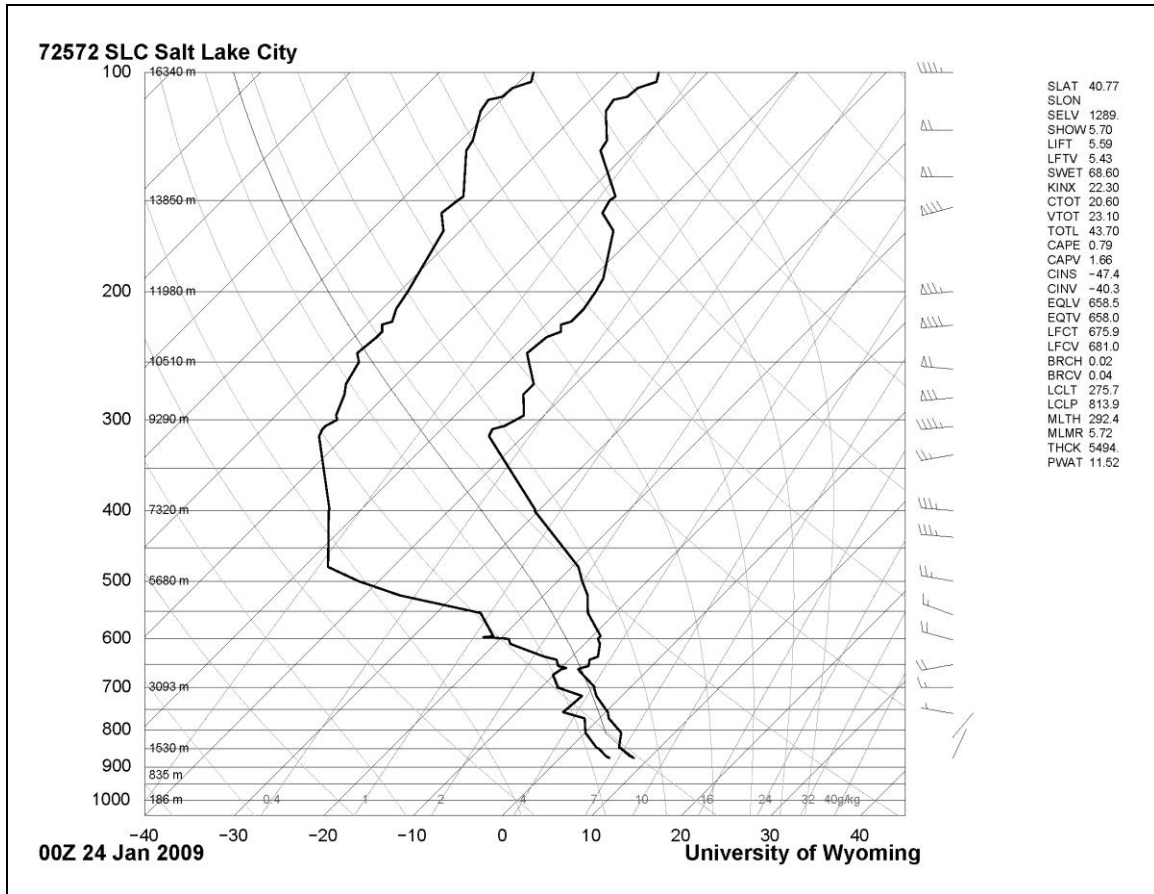 72572 SLC Salt Lake City
100 16340 m
13850 m
200 11980 m
10510 m
300 9290 m
400 7320 m
500 5680 m
600
700 3093 m
800
1530 m
900
835 m
1000 186 m 0.4 1 2 4 7 10 16 24 32 40g/kg
−40 −30 −20 −10 0 10 20 30 40
00Z 24 Jan 2009 University of Wyoming
SLAT 40.77
SLON
SELV 1289.
SHOW 5.70
LIFT 5.59
LFTV 5.43
SWET 68.60
KINX 22.30
CTOT 20.60
VTOT 23.10
TOTL 43.70
CAPE 0.79
CAPV 1.66
CINS −47.4
CINV −40.3
EQLV 658.5
EQTV 658.0
LFCT 675.9
LFCV 681.0
BRCH 0.02
BRCV 0.04
LCLT 275.7
LCLP 813.9
MLTH 292.4
MLMR 5.72
THCK 5494.
PWAT 11.52